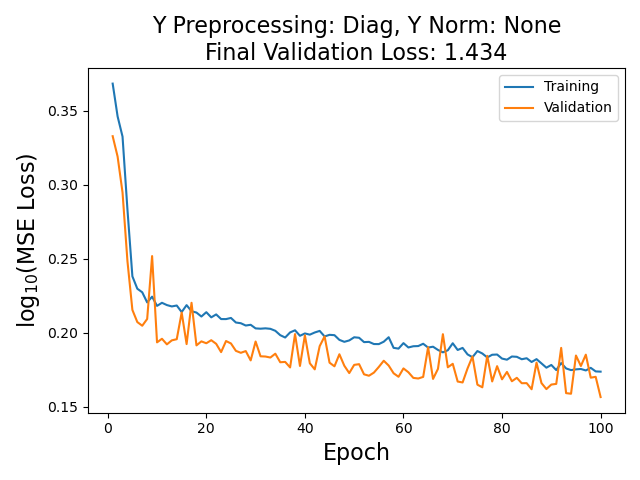 Y Preprocessing: Diag, Y Norm: None
Final Validation Loss: 1.434
Training
Validation
log₁₀(MSE Loss)
0.35
0.30
0.25
0.20
0.15
0 20 40 60 80 100
Epoch